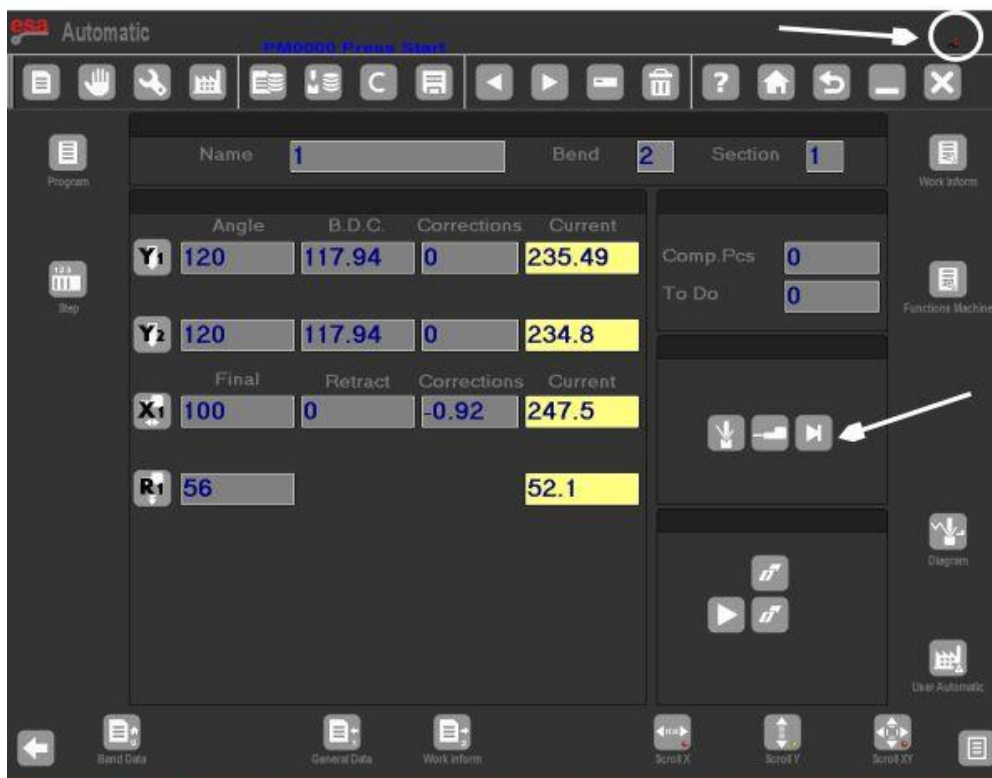 esa Automatic
PM0000 Press Start
C ?
Program
Name 1 Bend 2 Section 1
Work Inform
Angle B.D.C. Corrections Current
Y1 120 117.94 0 235.49
Comp.Pcs 0
123
Step
To Do 0
Functions Machine
Y2 120 117.94 0 234.8
Final Retract Corrections Current
X1 100 0 -0.92 247.5
R1 56 52.1
Diagram
User Automatic
Bend Data General Data Work Inform Scroll X Scroll Y Scroll XY